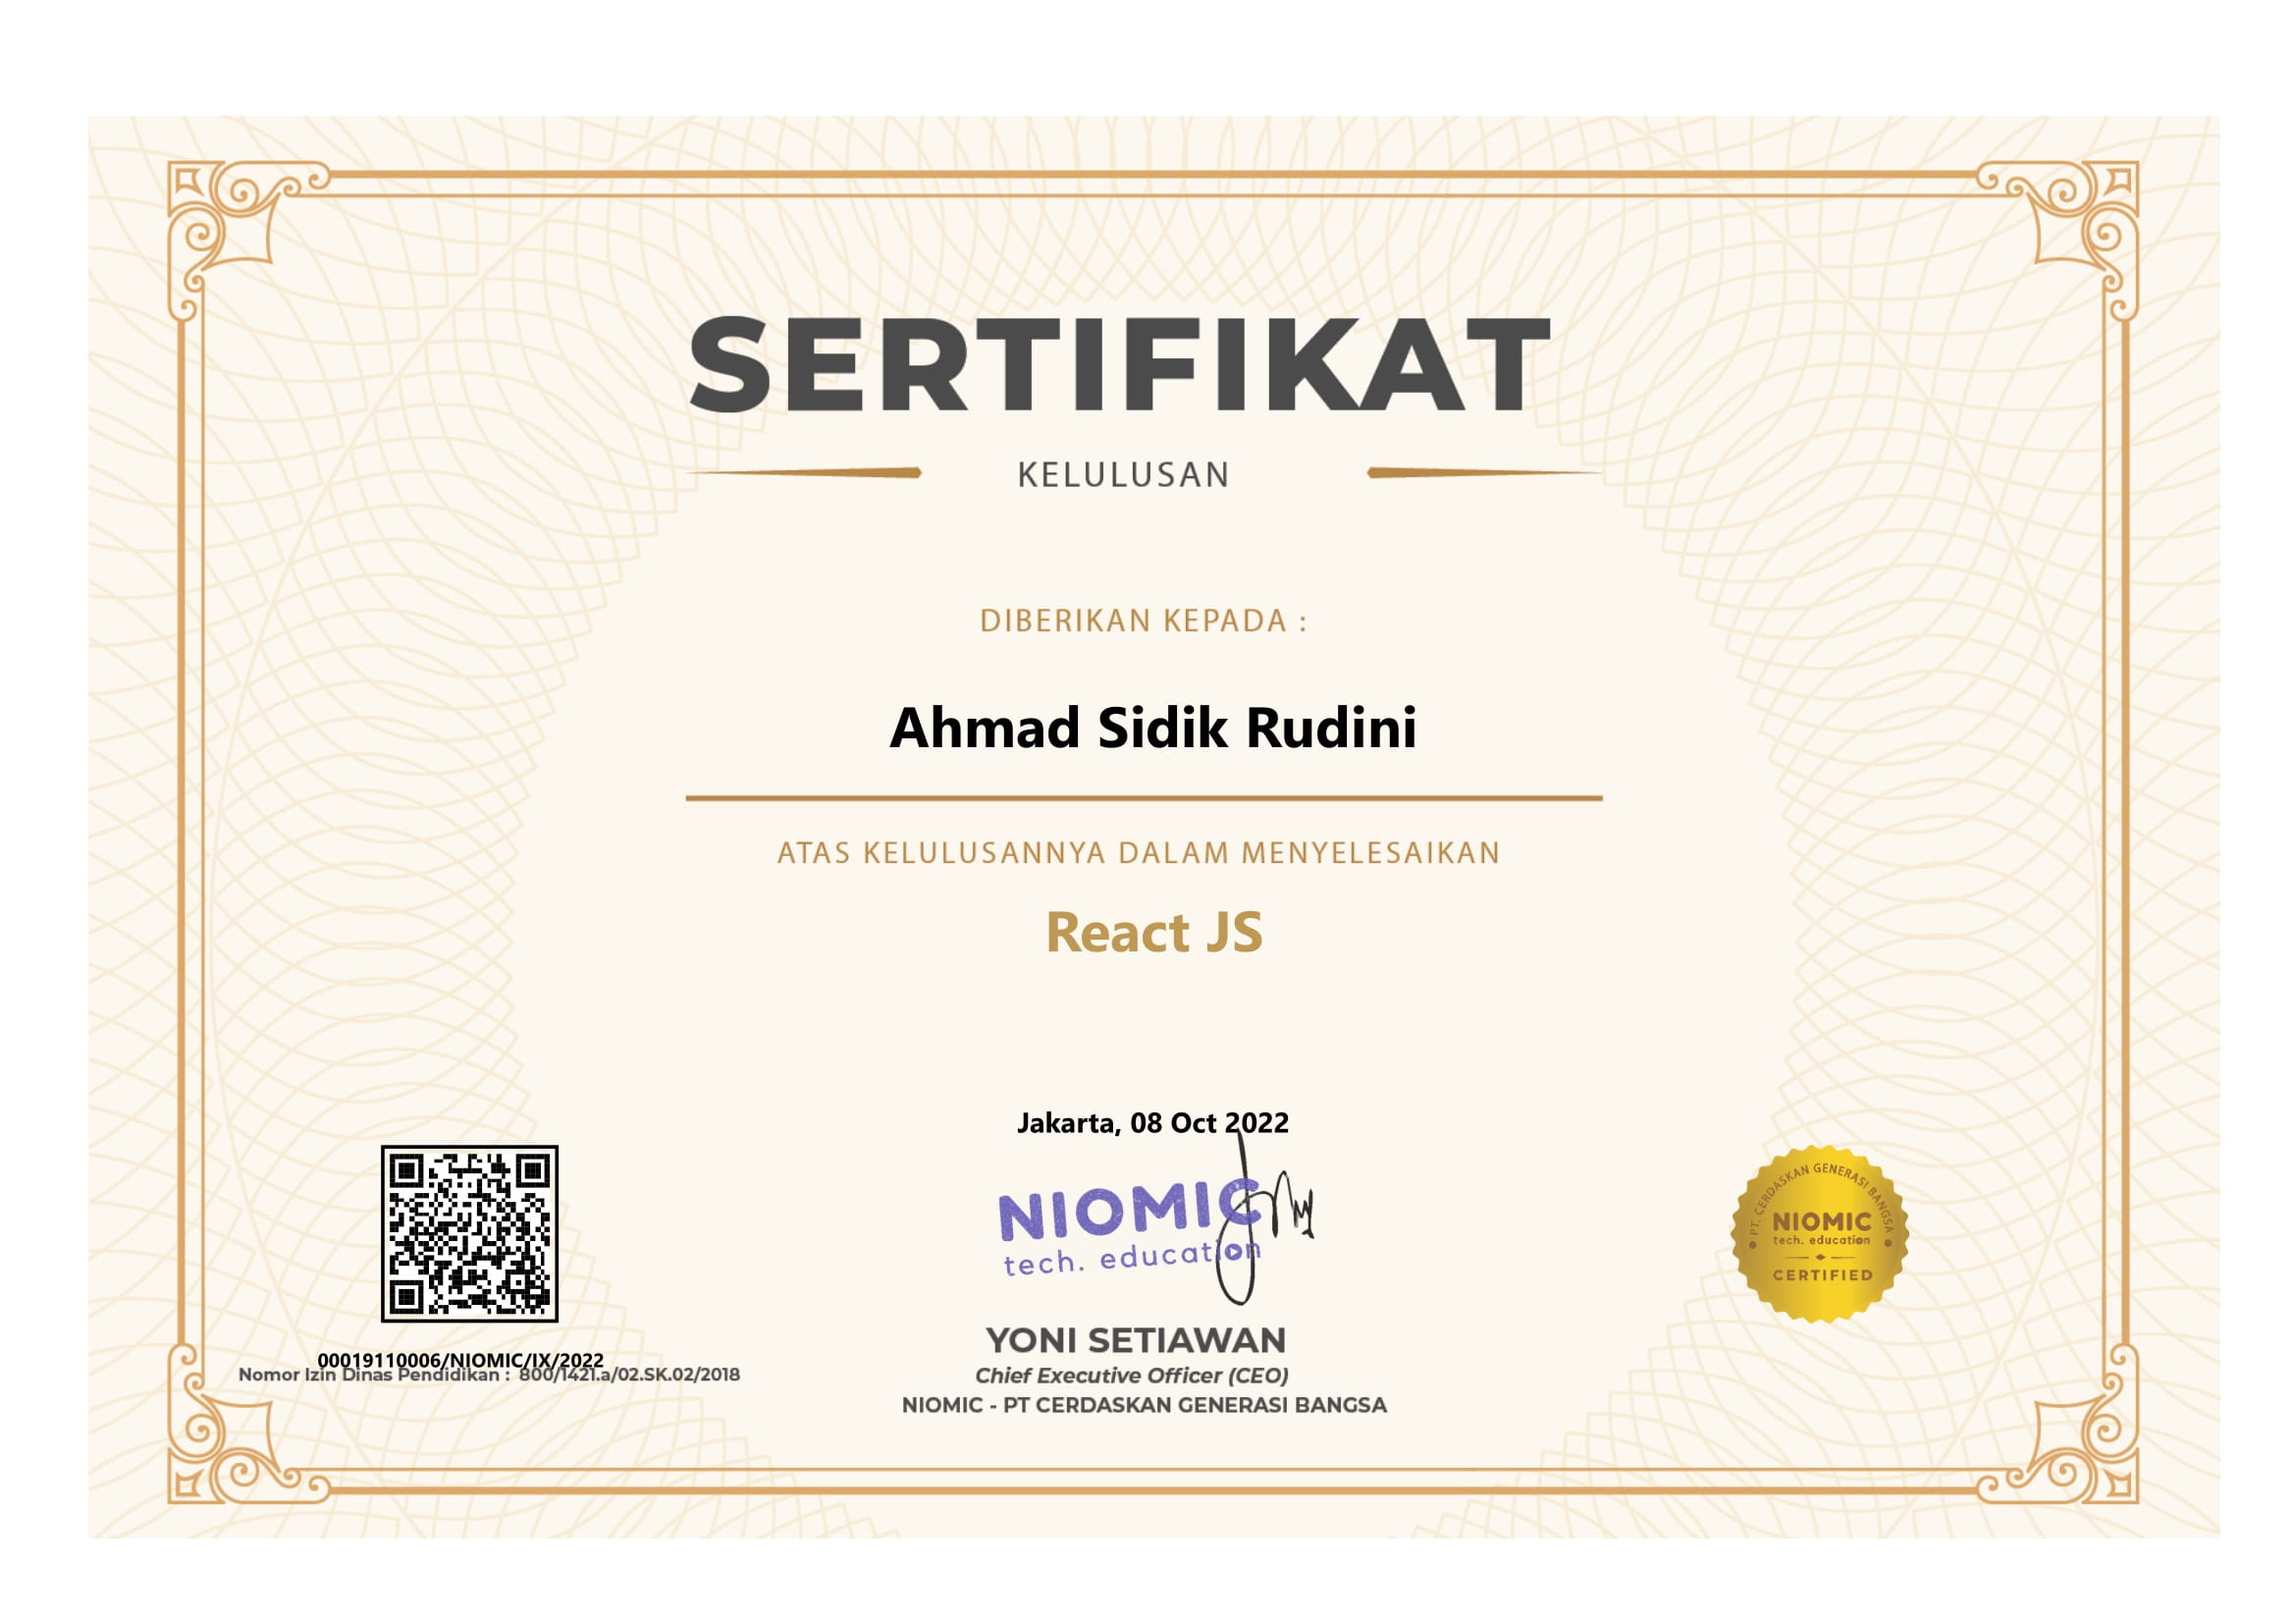 SERTIFIKAT
KELULUSAN
DIBERIKAN KEPADA :
Ahmad Sidik Rudini
ATAS KELULUSANNYA DALAM MENYELESAIKAN
React JS
Jakarta, 08 Oct 2022
NIOMIC
tech. education
YONI SETIAWAN
Chief Executive Officer (CEO)
NIOMIC - PT CERDASKAN GENERASI BANGSA
00019110006/NIOMIC/IX/2022
Nomor Izin Dinas Pendidikan : 800/1421.a/02.SK.02/2018
PT. CERDASKAN GENERASI BANGSA
NIOMIC
tech. education
CERTIFIED